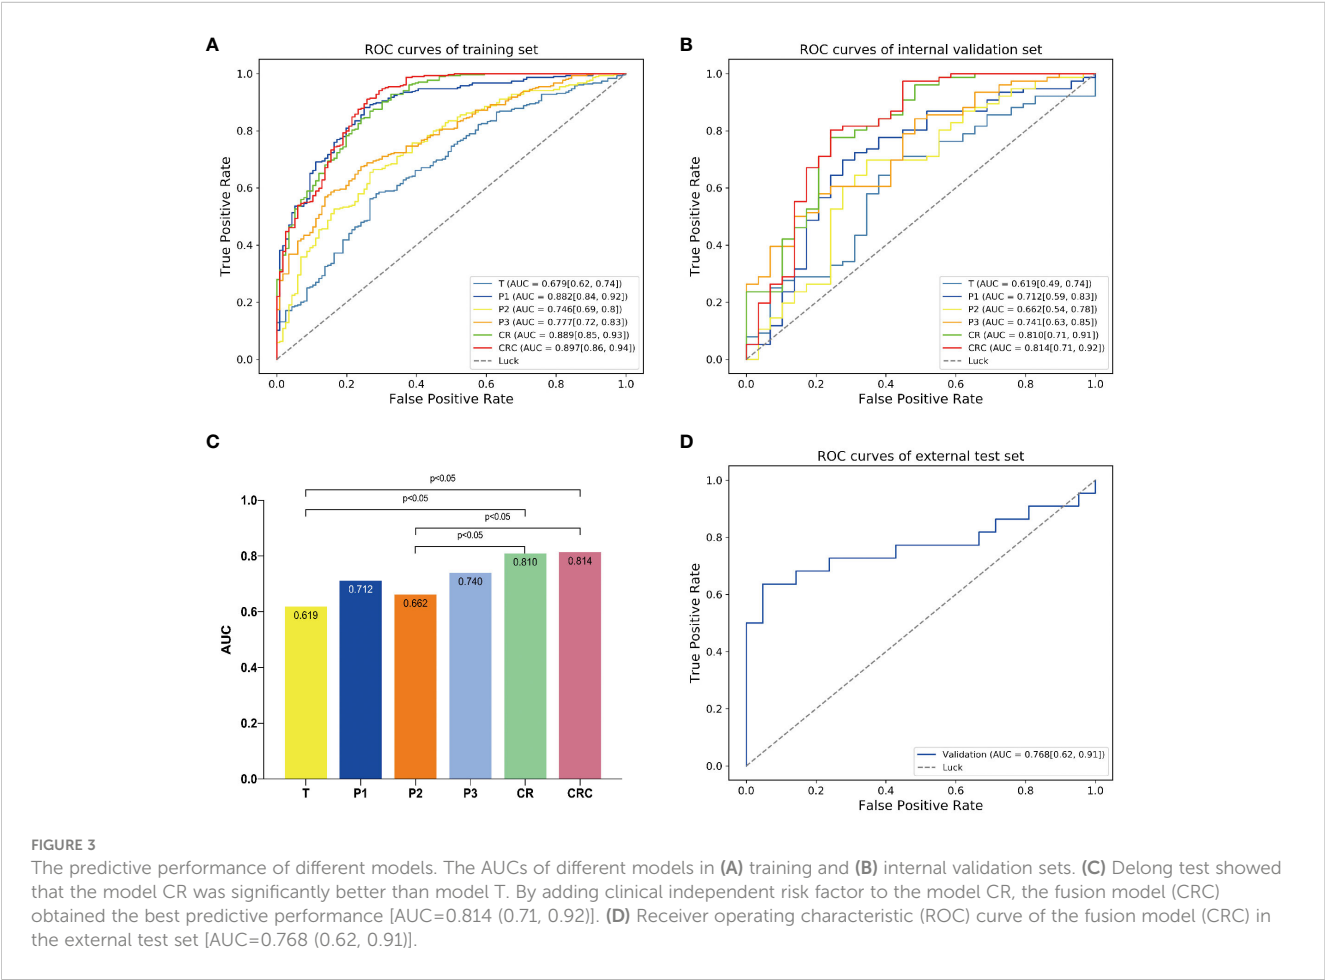 A
ROC curves of training set
True Positive Rate
1.0
0.8
0.6
0.4
0.2
0.0
T (AUC = 0.679[0.62, 0.74])
P1 (AUC = 0.882[0.84, 0.92])
P2 (AUC = 0.746[0.69, 0.8])
P3 (AUC = 0.777[0.72, 0.83])
CR (AUC = 0.889[0.85, 0.93])
CRC (AUC = 0.897[0.86, 0.94])
Luck
0.0 0.2 0.4 0.6 0.8 1.0
False Positive Rate
B
ROC curves of internal validation set
True Positive Rate
1.0
0.8
0.6
0.4
0.2
0.0
T (AUC = 0.619[0.49, 0.74])
P1 (AUC = 0.712[0.59, 0.83])
P2 (AUC = 0.662[0.54, 0.78])
P3 (AUC = 0.741[0.63, 0.85])
CR (AUC = 0.810[0.71, 0.91])
CRC (AUC = 0.814[0.71, 0.92])
Luck
0.0 0.2 0.4 0.6 0.8 1.0
False Positive Rate
C
p<0.05
p<0.05
p<0.05
p<0.05
AUC
1.0
0.8
0.6
0.4
0.2
0.0
0.619
0.712
0.662
0.740
0.810
0.814
T P1 P2 P3 CR CRC
D
ROC curves of external test set
True Positive Rate
1.0
0.8
0.6
0.4
0.2
0.0
Validation (AUC = 0.768[0.62, 0.91])
Luck
0.0 0.2 0.4 0.6 0.8 1.0
False Positive Rate
FIGURE 3
The predictive performance of different models. The AUCs of different models in (A) training and (B) internal validation sets. (C) Delong test showed
that the model CR was significantly better than model T. By adding clinical independent risk factor to the model CR, the fusion model (CRC)
obtained the best predictive performance [AUC=0.814 (0.71, 0.92)]. (D) Receiver operating characteristic (ROC) curve of the fusion model (CRC) in
the external test set [AUC=0.768 (0.62, 0.91)].